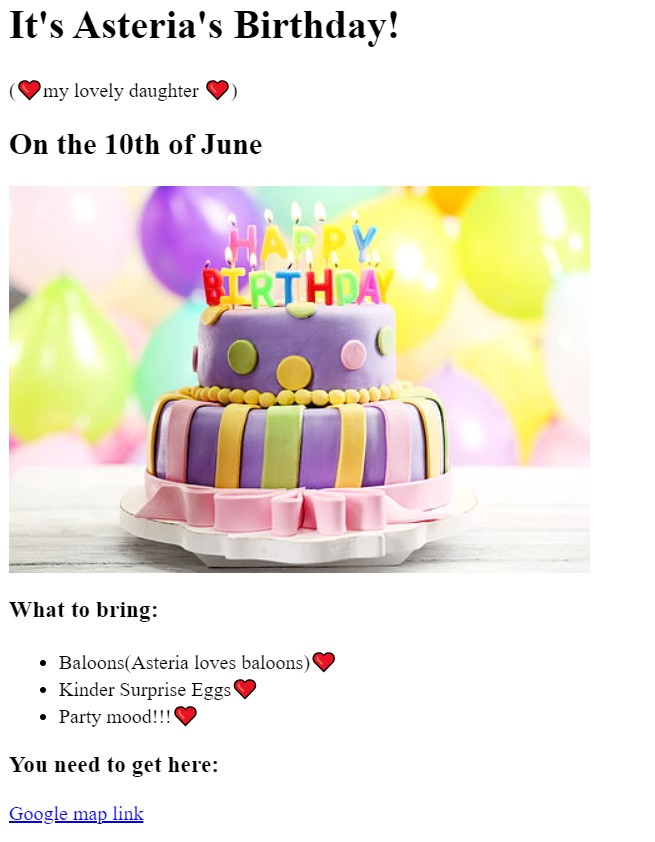 It's Asteria's Birthday!
(❤️my lovely daughter ❤️)
On the 10th of June
HAPPY
BIRTHDAY
What to bring:
Baloons(Asteria loves baloons)❤️
Kinder Surprise Eggs❤️
Party mood!!!❤️
You need to get here:
Google map link